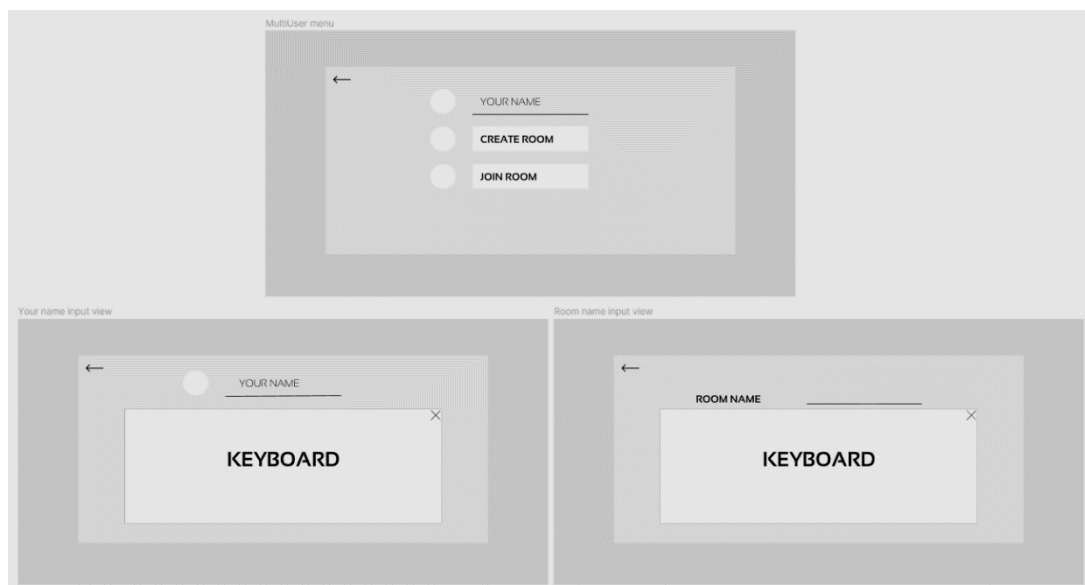 MultiUser menu
YOUR NAME
CREATE ROOM
JOIN ROOM
Your name input view
YOUR NAME
KEYBOARD
Room name input view
ROOM NAME
KEYBOARD